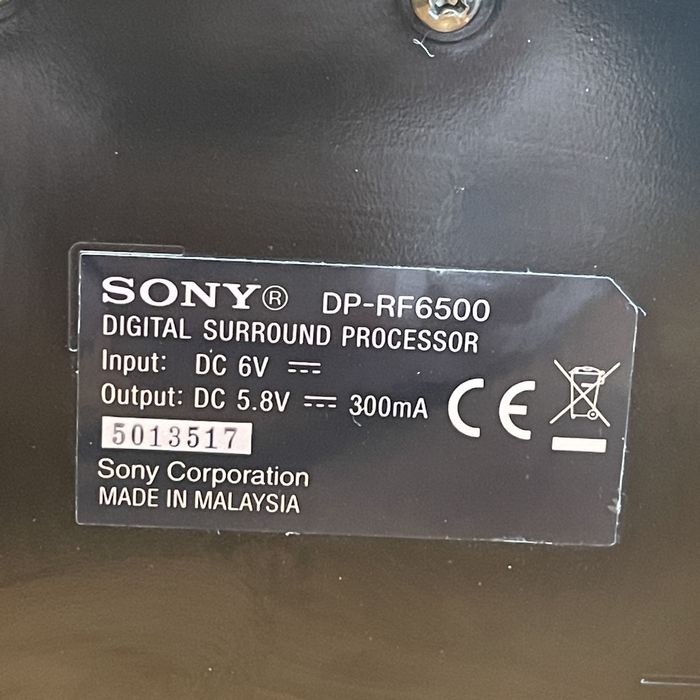 SONY® DP-RF6500
DIGITAL SURROUND PROCESSOR
Input: DC 6V ⎓
Output: DC 5.8V ⎓ 300mA CE
5013517
Sony Corporation
MADE IN MALAYSIA